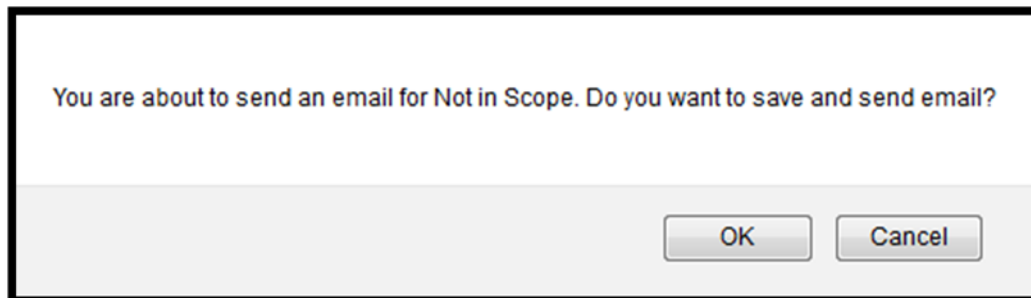 You are about to send an email for Not in Scope. Do you want to save and send email?
OK
Cancel